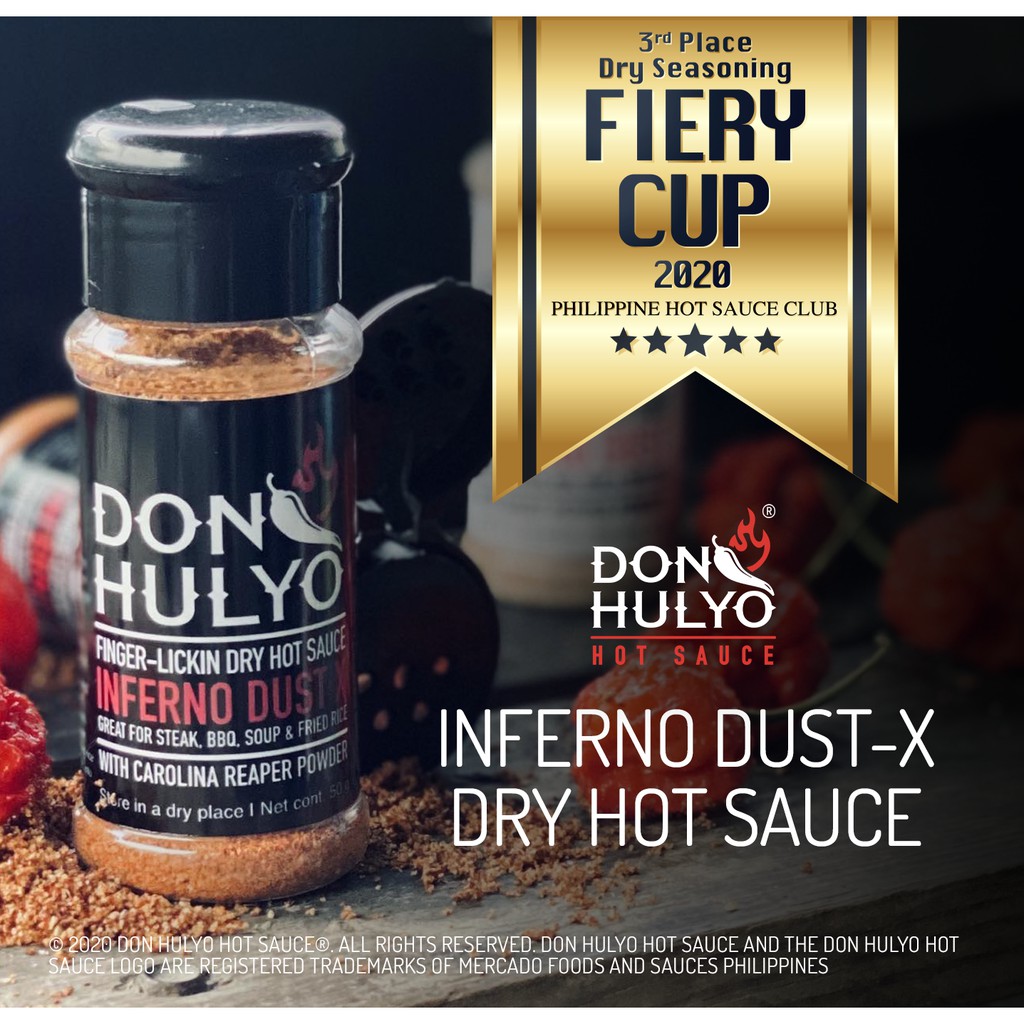 3rd Place
Dry Seasoning
FIERY
CUP
2020
PHILIPPINE HOT SAUCE CLUB
DON
HULYO
FINGER-LICKIN DRY HOT SAUCE
INFERNO DUST X
GREAT FOR STEAK, BBQ, SOUP & FRIED RICE
WITH CAROLINA REAPER POWDER
Store in a dry place I Net cont. 50
DON ®
HULYO
HOT SAUCE
INFERNO DUST-X
DRY HOT SAUCE
© 2020 DON HULYO HOT SAUCE®. ALL RIGHTS RESERVED. DON HULYO HOT SAUCE AND THE DON HULYO HOT
SAUCE LOGO ARE REGISTERED TRADEMARKS OF MERCADO FOODS AND SAUCES PHILIPPINES